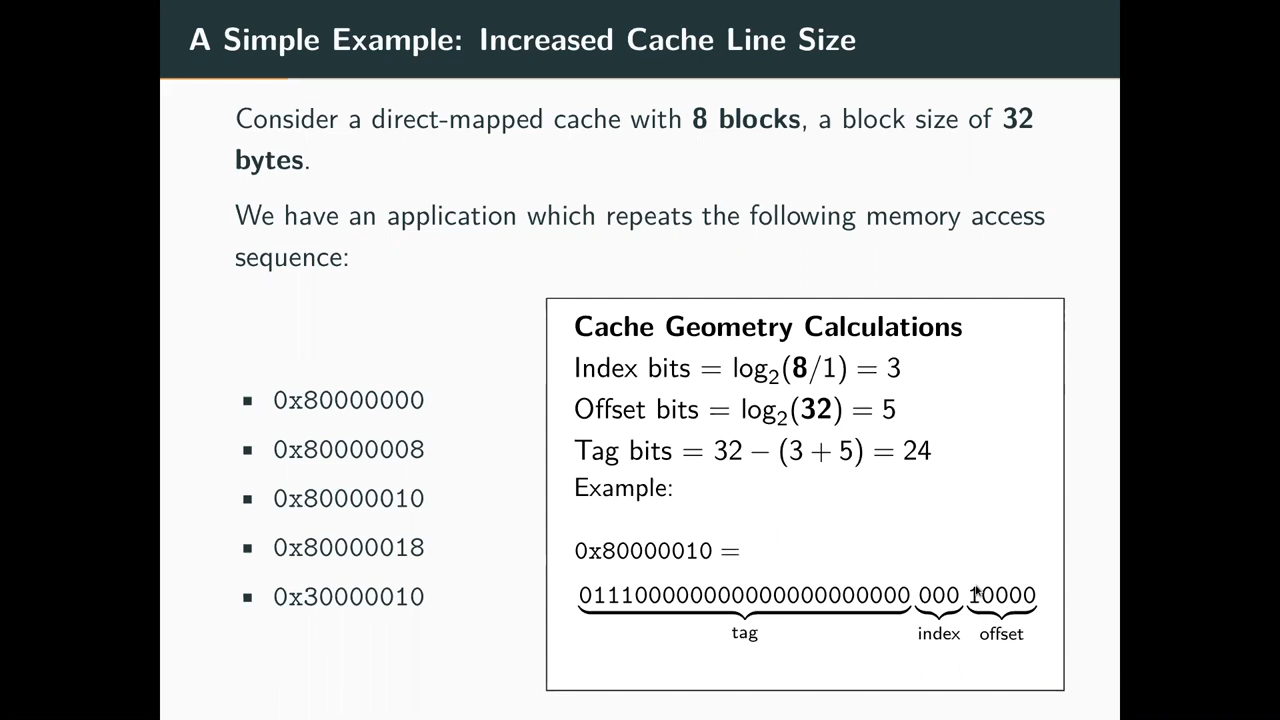 A Simple Example: Increased Cache Line Size
Consider a direct-mapped cache with 8 blocks, a block size of 32
bytes.
We have an application which repeats the following memory access
sequence:
▪ 0x80000000
▪ 0x80000008
▪ 0x80000010
▪ 0x80000018
▪ 0x30000010
Cache Geometry Calculations
Index bits = log₂(8/1) = 3
Offset bits = log₂(32) = 5
Tag bits = 32 − (3 + 5) = 24
Example:
0x80000010 =
011100000000000000000000 000 10000
tag index offset